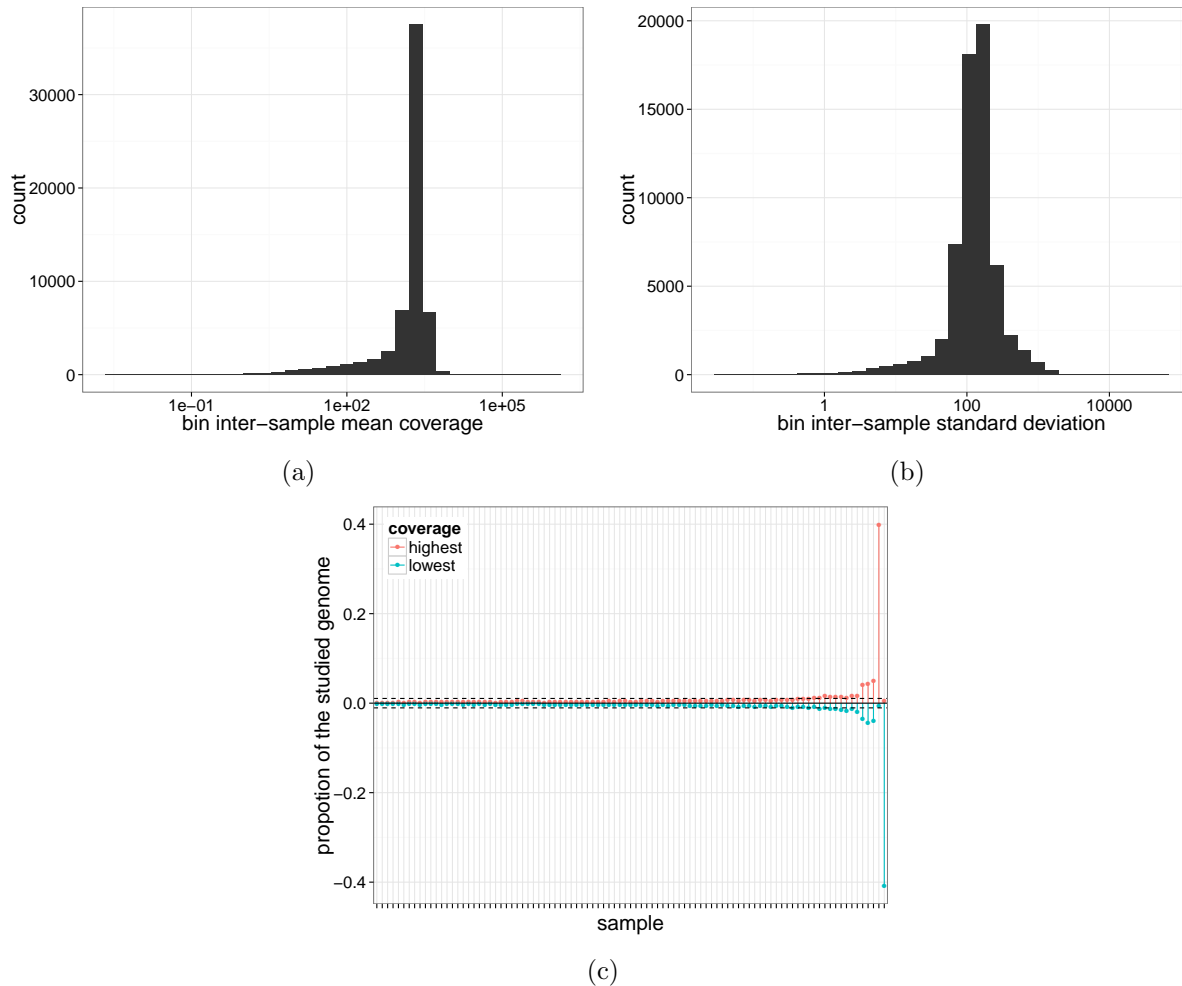 30000
20000
10000
0
count
1e−01
1e+02
1e+05
bin inter−sample mean coverage
(a)
20000
15000
10000
5000
0
count
1
100
10000
bin inter−sample standard deviation
(b)
0.4
0.2
0.0
−0.2
−0.4
propotion of the studied genome
coverage
highest
lowest
sample
(c)